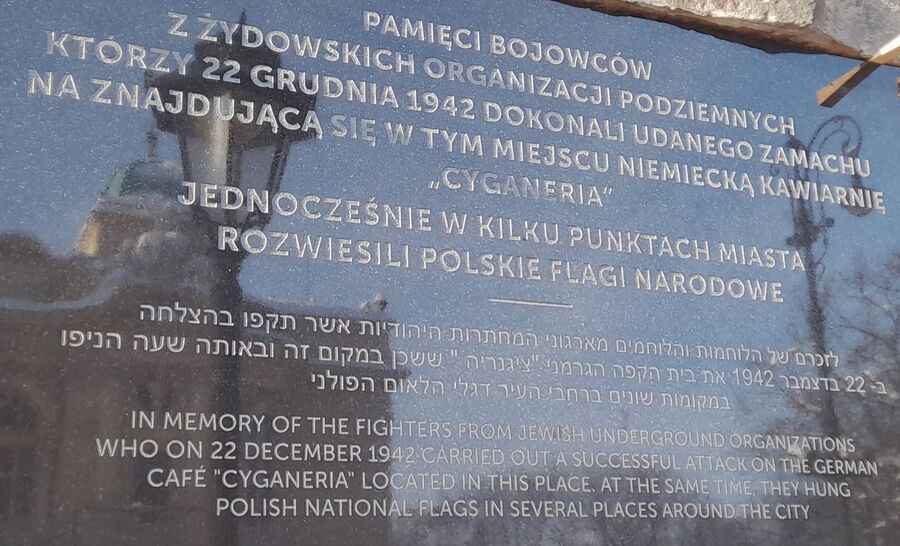 PAMIĘCI BOJOWCÓW
Z ŻYDOWSKICH ORGANIZACJI PODZIEMNYCH
KTÓRZY 22 GRUDNIA 1942 DOKONALI UDANEGO ZAMACHU
NA ZNAJDUJĄCĄ SIĘ W TYM MIEJSCU NIEMIECKĄ KAWIARNIĘ
„CYGANERIA”
JEDNOCZEŚNIE W KILKU PUNKTACH MIASTA
ROZWIESILI POLSKIE FLAGI NARODOWE
לזכרם של הלוחמות והלוחמים מארגוני המחתרות היהודיות אשר תקפו בהצלחה
ב- 22 בדצמבר 1942 את בית הקפה הגרמני "ציגנריה " ששכן במקום זה ובאותה שעה הניפו
במקומות שונים ברחבי העיר דגלי הלאום הפולני
IN MEMORY OF THE FIGHTERS FROM JEWISH UNDERGROUND ORGANIZATIONS
WHO ON 22 DECEMBER 1942 CARRIED OUT A SUCCESSFUL ATTACK ON THE GERMAN
CAFÉ "CYGANERIA" LOCATED IN THIS PLACE. AT THE SAME TIME, THEY HUNG
POLISH NATIONAL FLAGS IN SEVERAL PLACES AROUND THE CITY